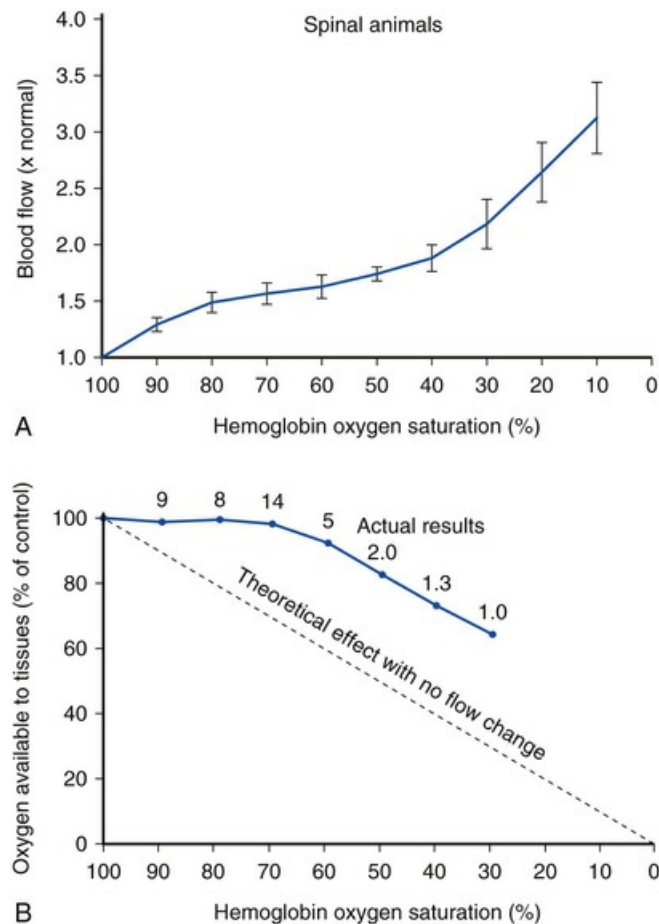 Spinal animals
Blood flow (x normal)
4.0
3.5
3.0
2.5
2.0
1.5
1.0
100 90 80 70 60 50 40 30 20 10 0
A
Hemoglobin oxygen saturation (%)
Oxygen available to tissues (% of control)
100
80
60
40
20
0
9 8 14 5 2.0 1.3 1.0
Actual results
Theoretical effect with no flow change
100 90 80 70 60 50 40 30 20 10 0
B
Hemoglobin oxygen saturation (%)